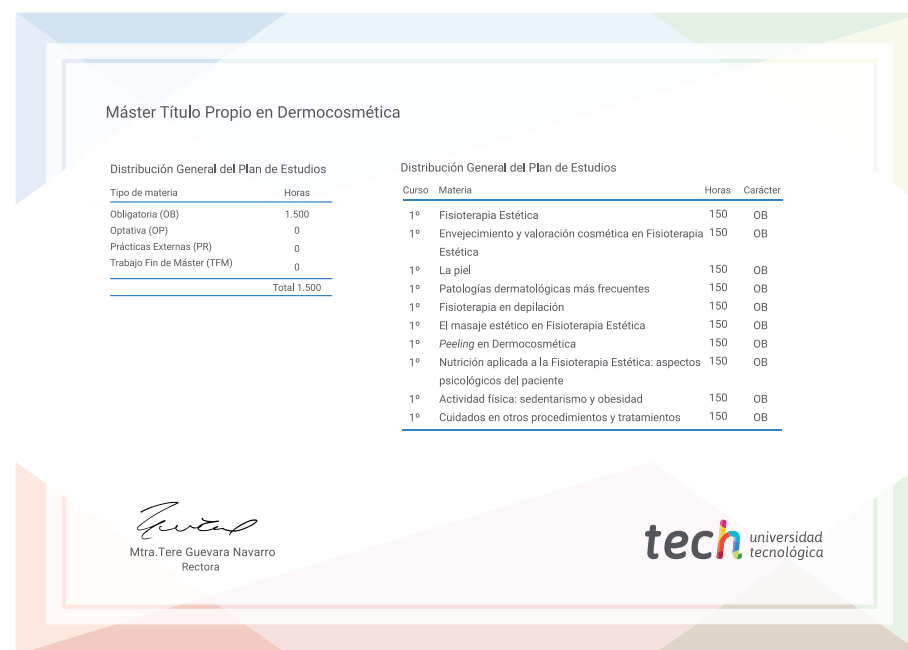 Máster Título Propio en Dermocosmética
Distribución General del Plan de Estudios
Tipo de materia Horas
Obligatoria (OB) 1.500
Optativa (OP) 0
Prácticas Externas (PR) 0
Trabajo Fin de Máster (TFM) 0
Total 1.500
Distribución General del Plan de Estudios
Curso Materia Horas Carácter
1º Fisioterapia Estética 150 OB
1º Envejecimiento y valoración cosmética en Fisioterapia 150 OB
Estética
1º La piel 150 OB
1º Patologías dermatológicas más frecuentes 150 OB
1º Fisioterapia en depilación 150 OB
1º El masaje estético en Fisioterapia Estética 150 OB
1º Peeling en Dermocosmética 150 OB
1º Nutrición aplicada a la Fisioterapia Estética: aspectos 150 OB
psicológicos del paciente
1º Actividad física: sedentarismo y obesidad 150 OB
1º Cuidados en otros procedimientos y tratamientos 150 OB
Mtra.Tere Guevara Navarro
Rectora
tech universidad
tecnológica